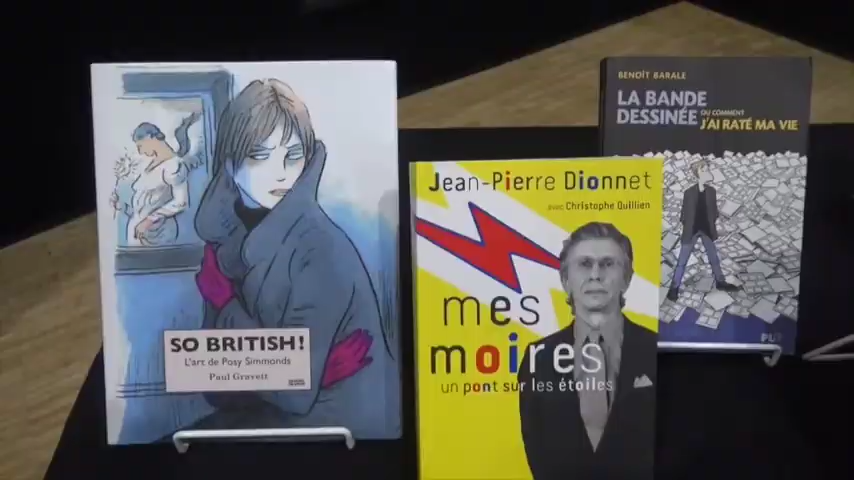 SO BRITISH!
L'art de Posy Simmonds
Paul Gravett
Jean-Pierre Dionnet
avec Christophe Quillien
mes
moires
un pont sur les étoiles
BENOÎT BARALE
LA BANDE
DESSINÉE OU COMMENT
J'AI RATÉ MA VIE